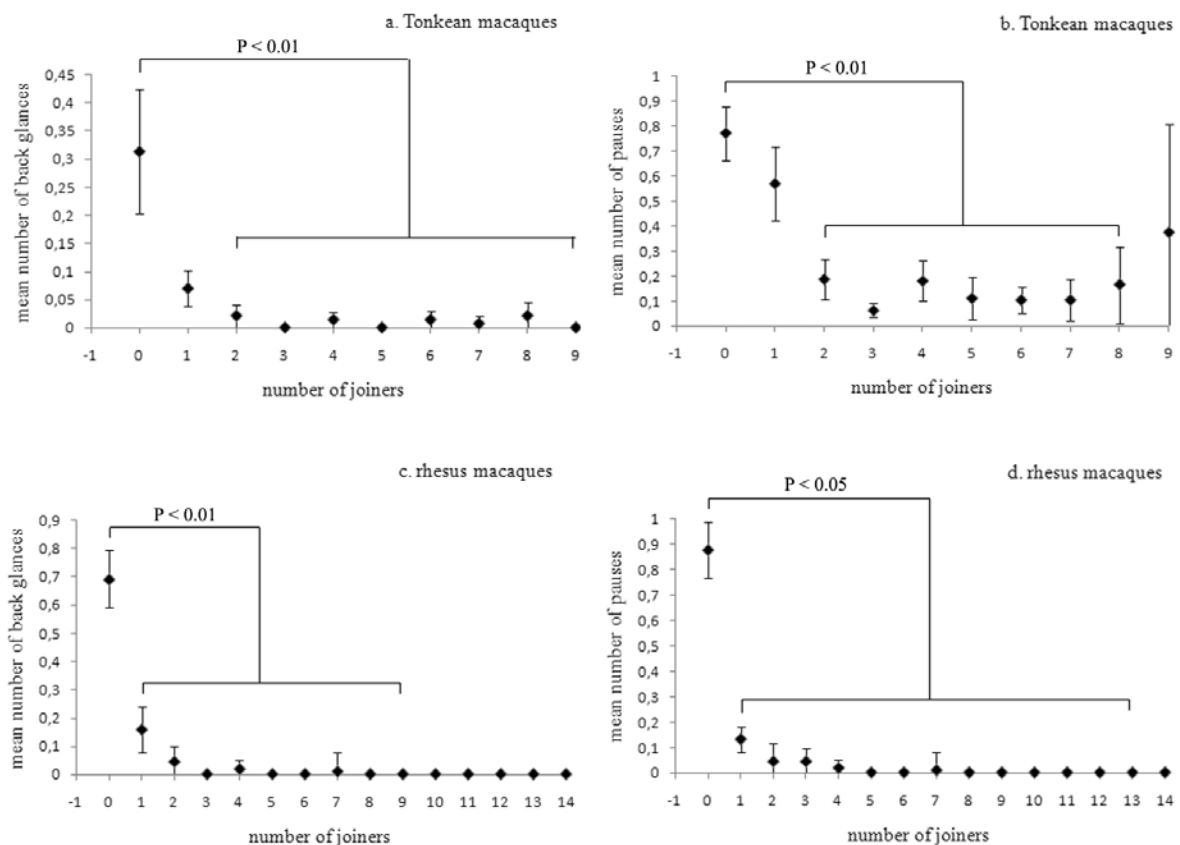 a. Tonkean macaques
P < 0.01
mean number of back glances
0,45
0,4
0,35
0,3
0,25
0,2
0,15
0,1
0,05
0
-1 0 1 2 3 4 5 6 7 8 9
number of joiners
b. Tonkean macaques
P < 0.01
mean number of pauses
1
0,9
0,8
0,7
0,6
0,5
0,4
0,3
0,2
0,1
0
-1 0 1 2 3 4 5 6 7 8 9
number of joiners
c. rhesus macaques
P < 0.01
mean number of back glances
0,9
0,8
0,7
0,6
0,5
0,4
0,3
0,2
0,1
0
-1 0 1 2 3 4 5 6 7 8 9 10 11 12 13 14
number of joiners
d. rhesus macaques
P < 0.05
mean number of pauses
1
0,9
0,8
0,7
0,6
0,5
0,4
0,3
0,2
0,1
0
-1 0 1 2 3 4 5 6 7 8 9 10 11 12 13 14
number of joiners